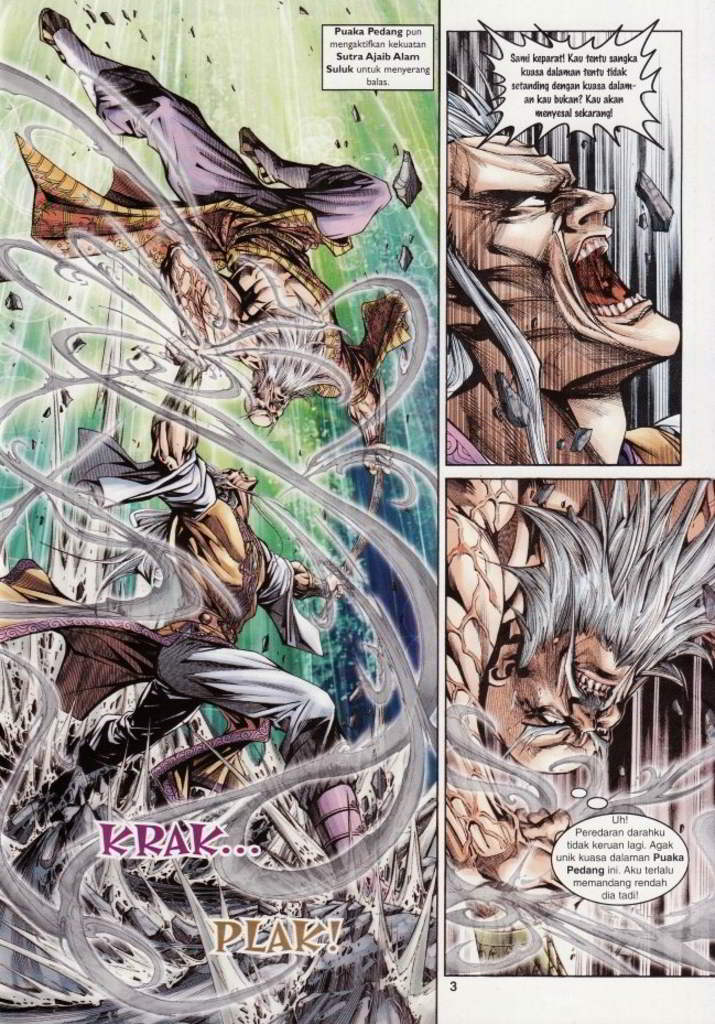 Puaka Pedang pun
mengaktifkan kekuatan
Sutra Ajaib Alam
Suluk untuk menyerang
balas.
Sami keparat! Kau tentu sangka
kuasa dalaman tentu tidak
setanding dengan kuasa dalam-
an kau bukan? Kau akan
menyesal sekarang!
KRAK...
PLAK!
Uh!
Peredaran darahku
tidak keruan lagi. Agak
unik kuasa dalaman Puaka
Pedang ini. Aku terlalu
memandang rendah
dia tadi!
3